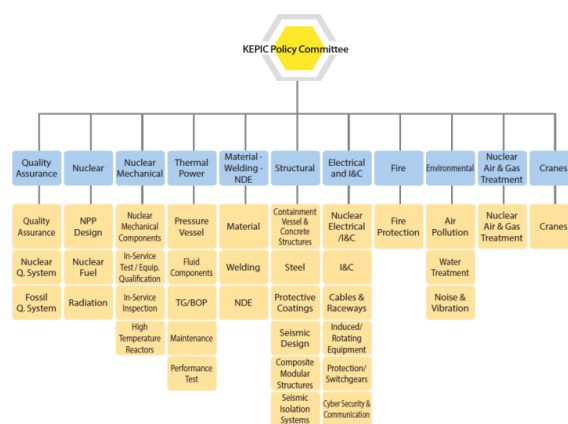 KEPIC Policy Committee
Quality
Assurance
Nuclear
Nuclear
Mechanical
Thermal
Power
Material ·
Welding ·
NDE
Structural
Electrical
and I&C
Fire
Environmental
Nuclear
Air & Gas
Treatment
Cranes
Quality
Assurance
Nuclear
Q. System
Fossil
Q. System
NPP
Design
Nuclear
Fuel
Radiation
Nuclear
Mechanical
Components
In-Service
Test / Equip.
Qualification
In-Service
Inspection
High
Temperature
Reactors
Pressure
Vessel
Fluid
Components
TG/BOP
Maintenance
Performance
Test
Material
Welding
NDE
Containment
Vessel &
Concrete
Structures
Steel
Protective
Coatings
Seismic
Design
Composite
Modular
Structures
Seismic
Isolation
Systems
Nuclear
Electrical
/I&C
I&C
Cables &
Raceways
Induced/
Rotating
Equipment
Protection/
Switchgears
Cyber Security &
Communication
Fire
Protection
Air
Pollution
Water
Treatment
Noise &
Vibration
Nuclear
Air & Gas
Treatment
Cranes